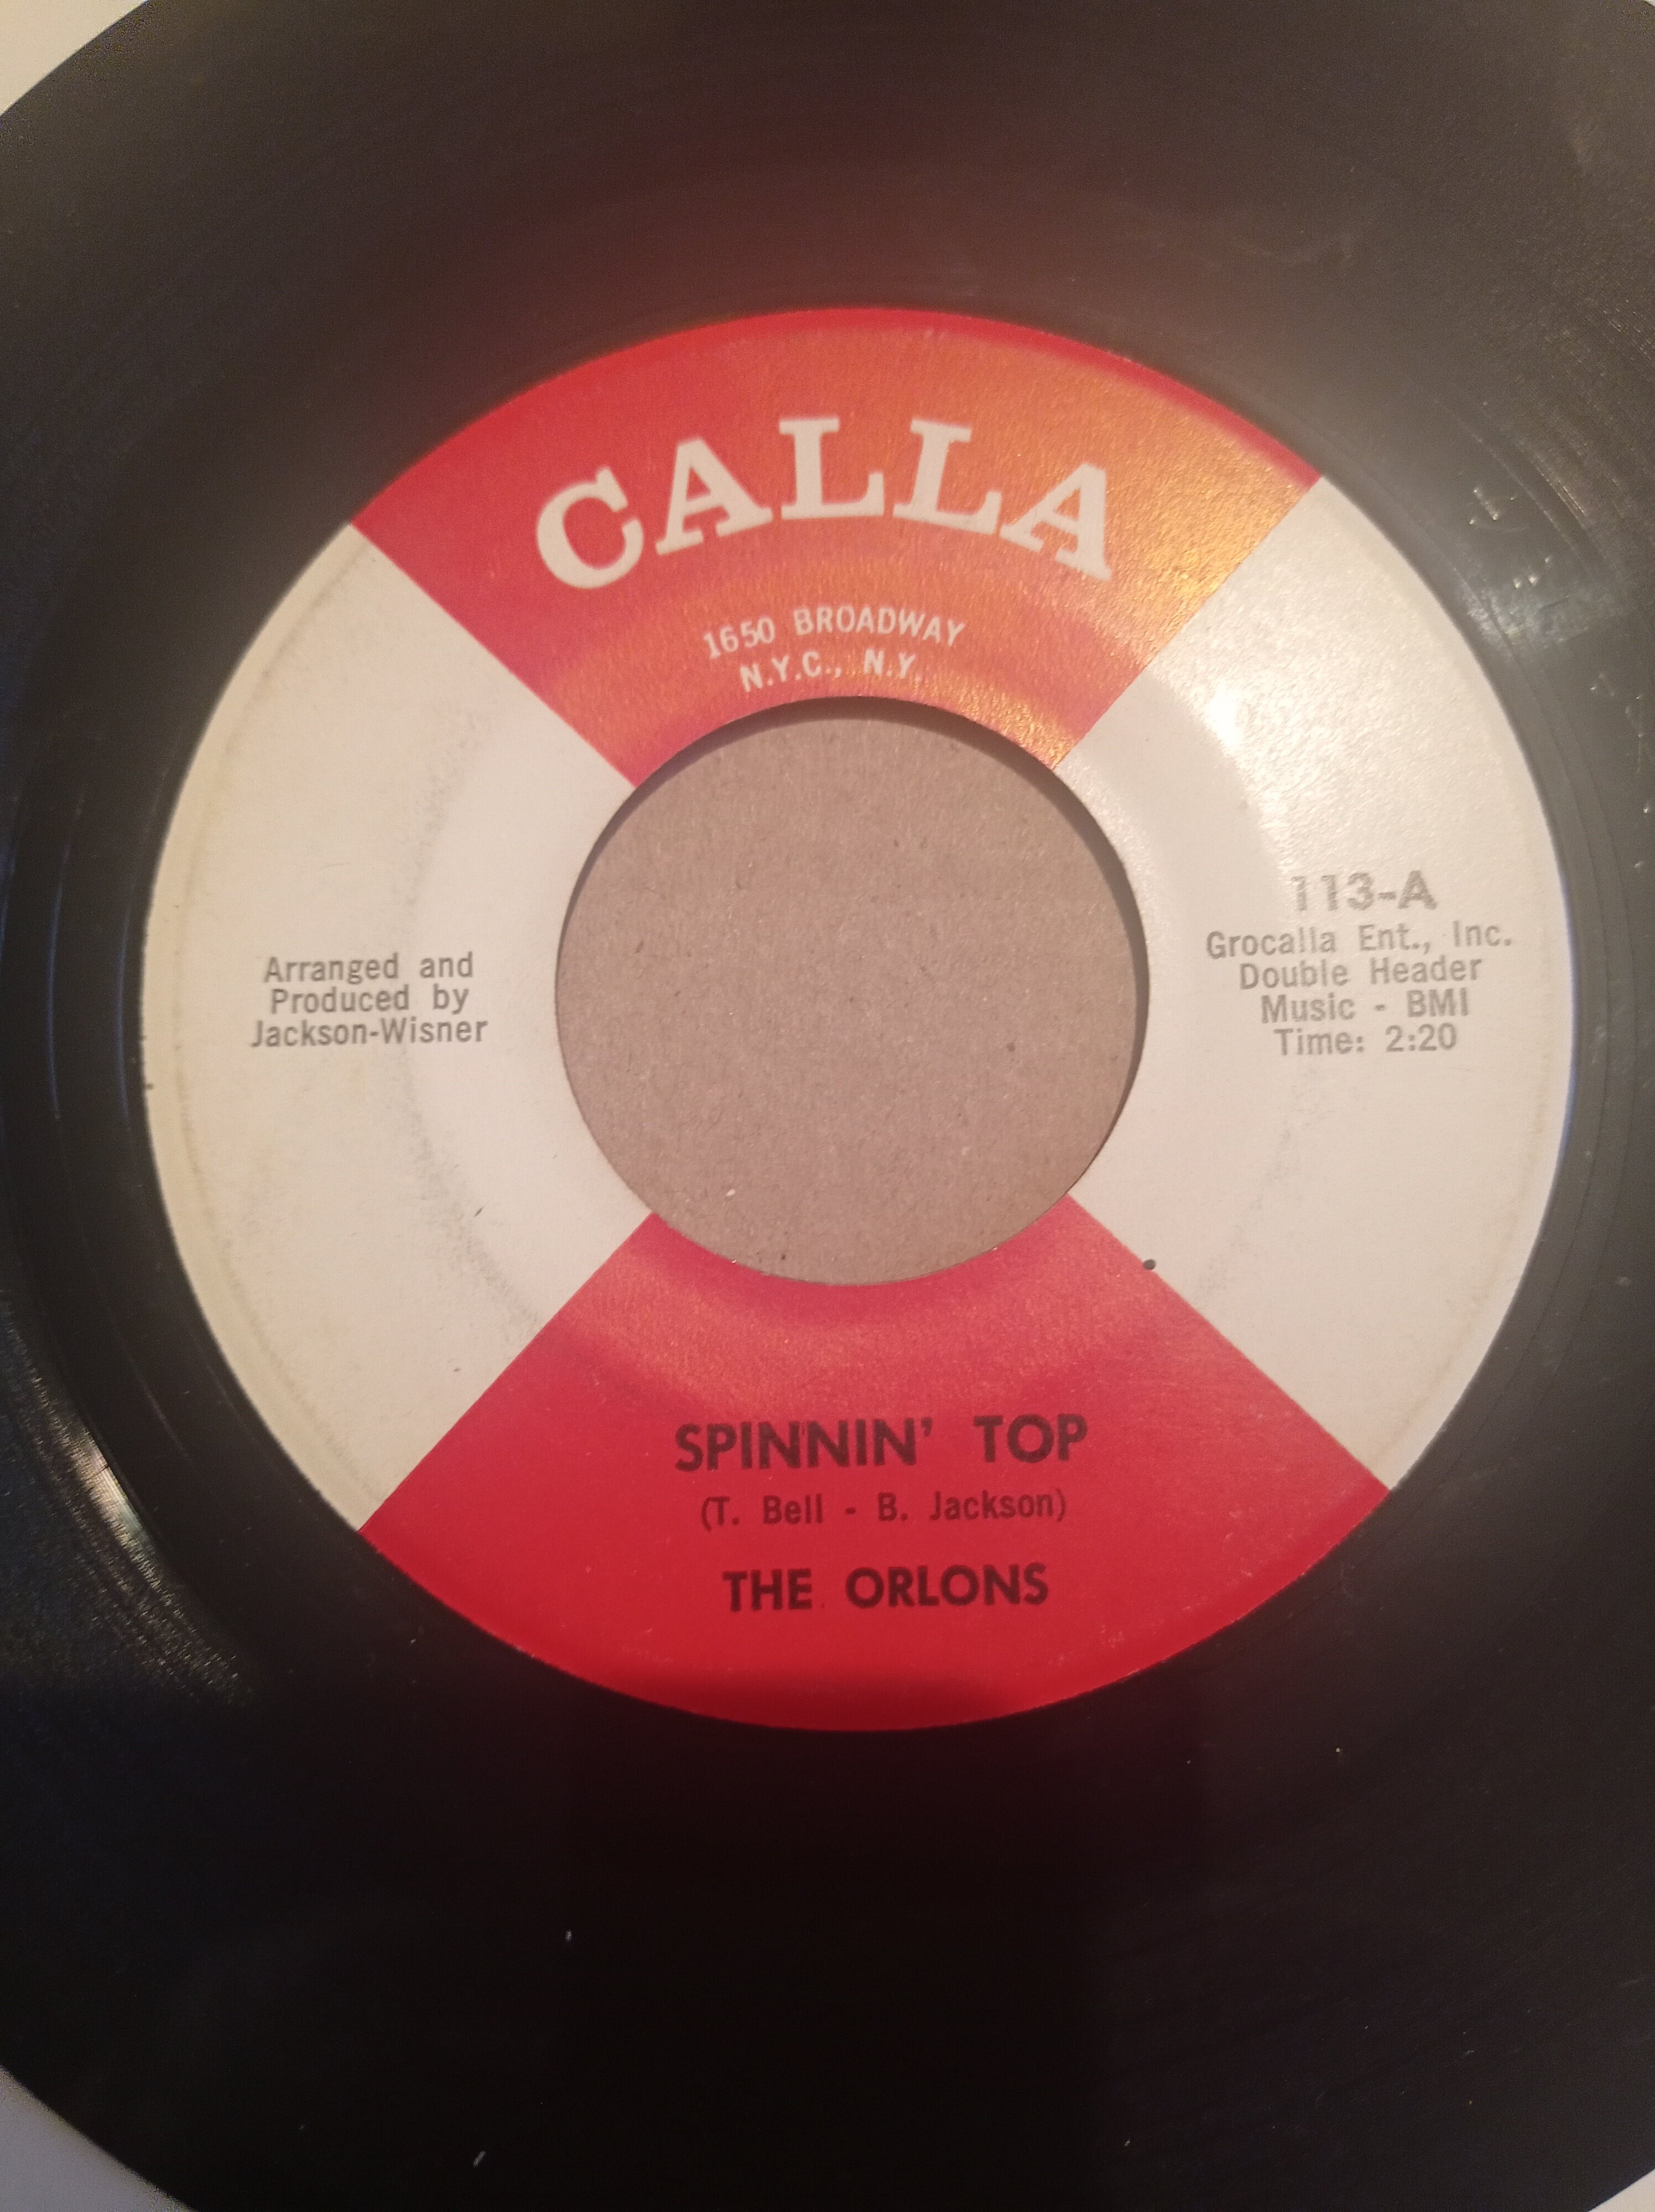 CALLA
1650 BROADWAY
N.Y.C., N.Y.
Arranged and
Produced by
Jackson-Wisner
113-A
Grocalla Ent., Inc.
Double Header
Music - BMI
Time: 2:20
SPINNIN' TOP
(T. Bell - B. Jackson)
THE ORLONS